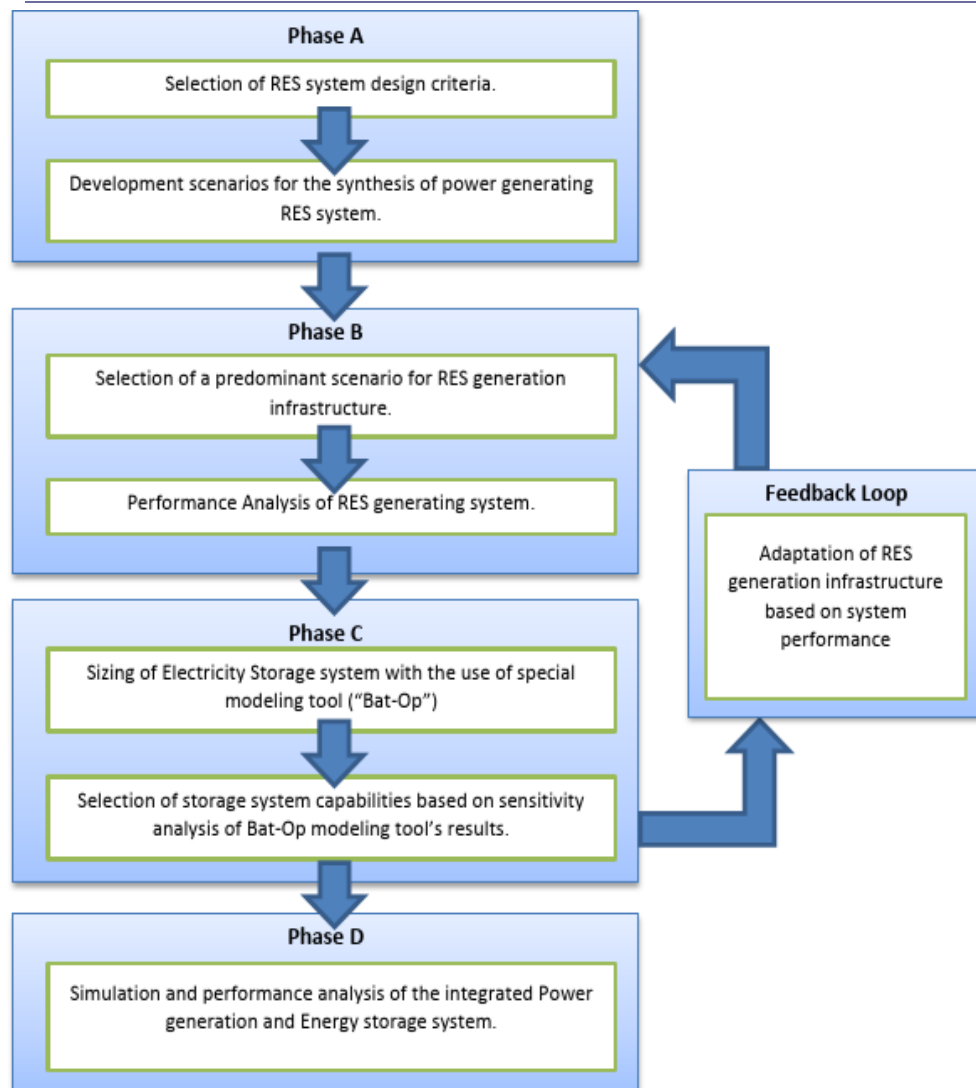 Phase A
Selection of RES system design criteria.
Development scenarios for the synthesis of power generating
RES system.
Phase B
Selection of a predominant scenario for RES generation
infrastructure.
Performance Analysis of RES generating system.
Feedback Loop
Adaptation of RES
generation infrastructure
based on system
performance
Phase C
Sizing of Electricity Storage system with the use of special
modeling tool (“Bat-Op”)
Selection of storage system capabilities based on sensitivity
analysis of Bat-Op modeling tool’s results.
Phase D
Simulation and performance analysis of the integrated Power
generation and Energy storage system.